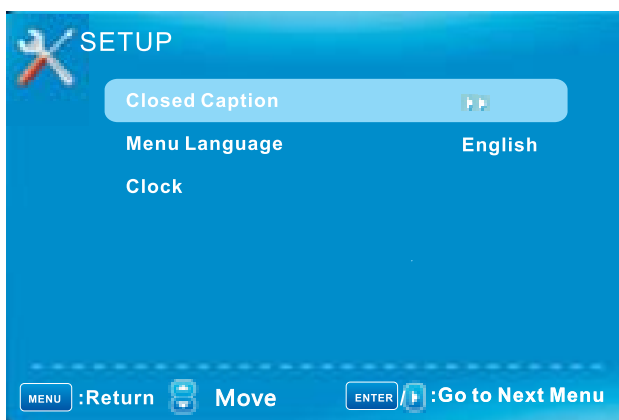 SETUP
Closed Caption
Menu Language English
Clock
MENU :Return Move ENTER / :Go to Next Menu